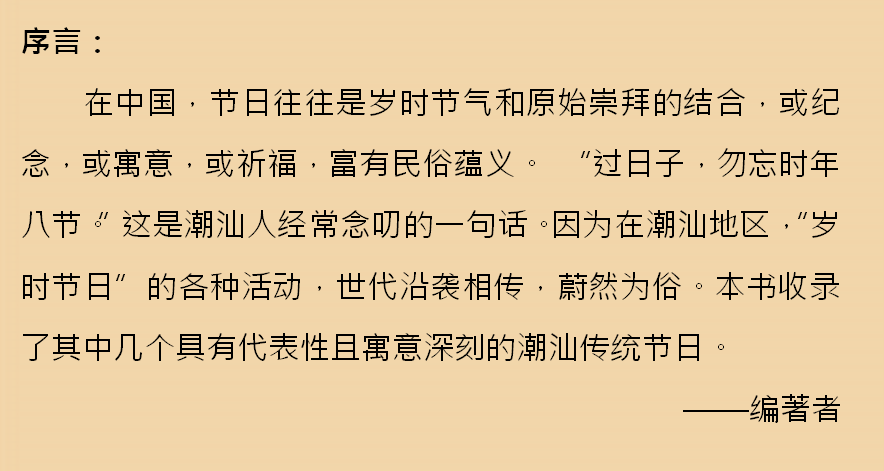 序言：
在中国，节日往往是岁时节气和原始崇拜的结合，或纪
念，或寓意，或祈福，富有民俗蕴义。 “过日子，勿忘时年
八节。” 这是潮汕人经常念叨的一句话。因为在潮汕地区，“岁
时节日” 的各种活动，世代沿袭相传，蔚然为俗。本书收录
了其中几个具有代表性且寓意深刻的潮汕传统节日。
——编著者